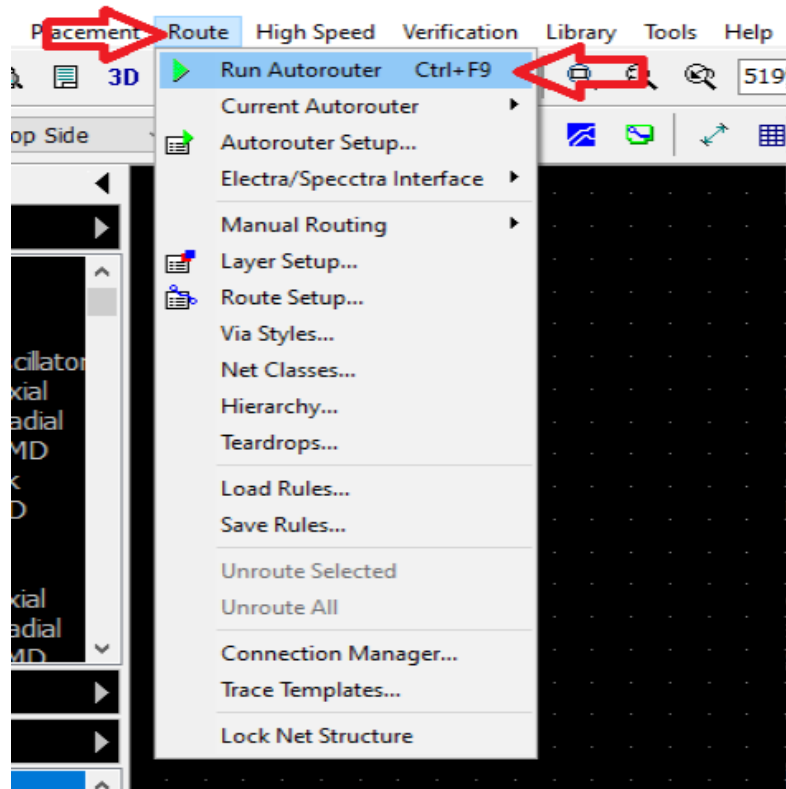 Placement Route High Speed Verification Library Tools Help
3D Run Autorouter Ctrl+F9 519
Current Autorouter
op Side Autorouter Setup...
Electra/Specctra Interface
Manual Routing
Layer Setup...
Route Setup...
Via Styles...
cillator Net Classes...
xial
adial Hierarchy...
MD Teardrops...
k
D Load Rules...
Save Rules...
Unroute Selected
xial Unroute All
adial
MD Connection Manager...
Trace Templates...
Lock Net Structure